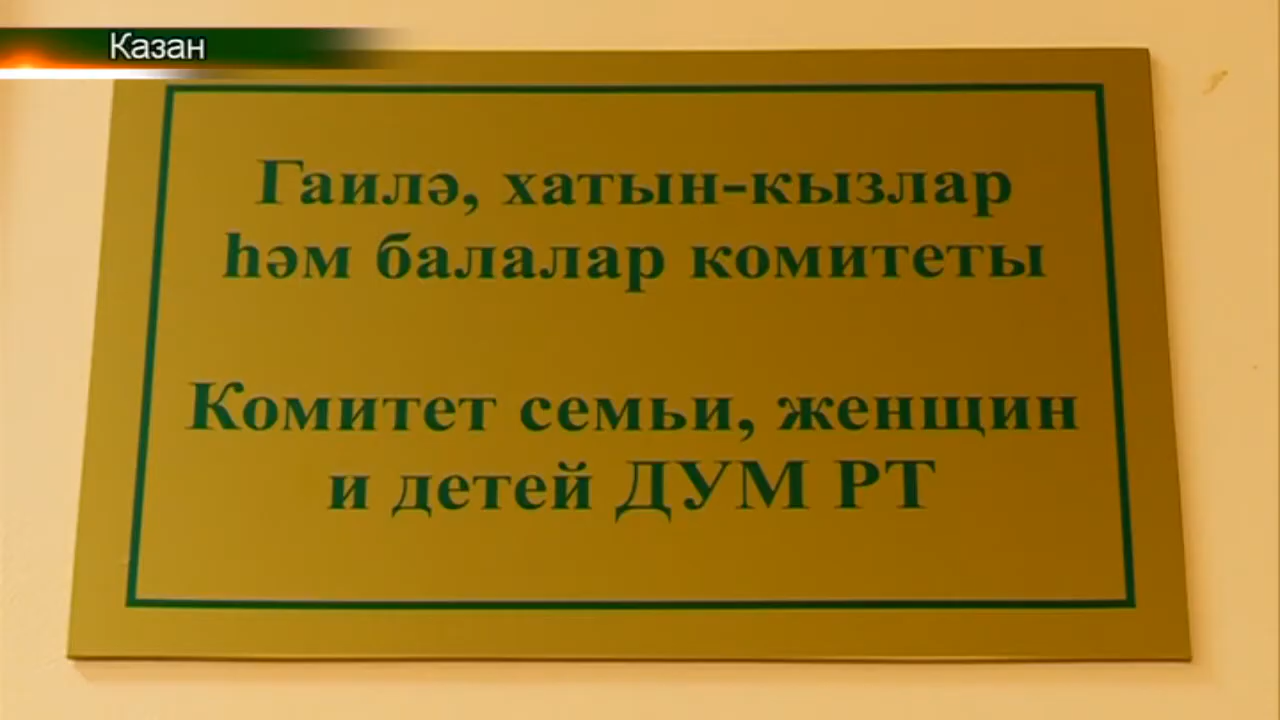 Казан
Гаилә, хатын-кызлар
һәм балалар комитеты
Комитет семьи, женщин
и детей ДУМ РТ